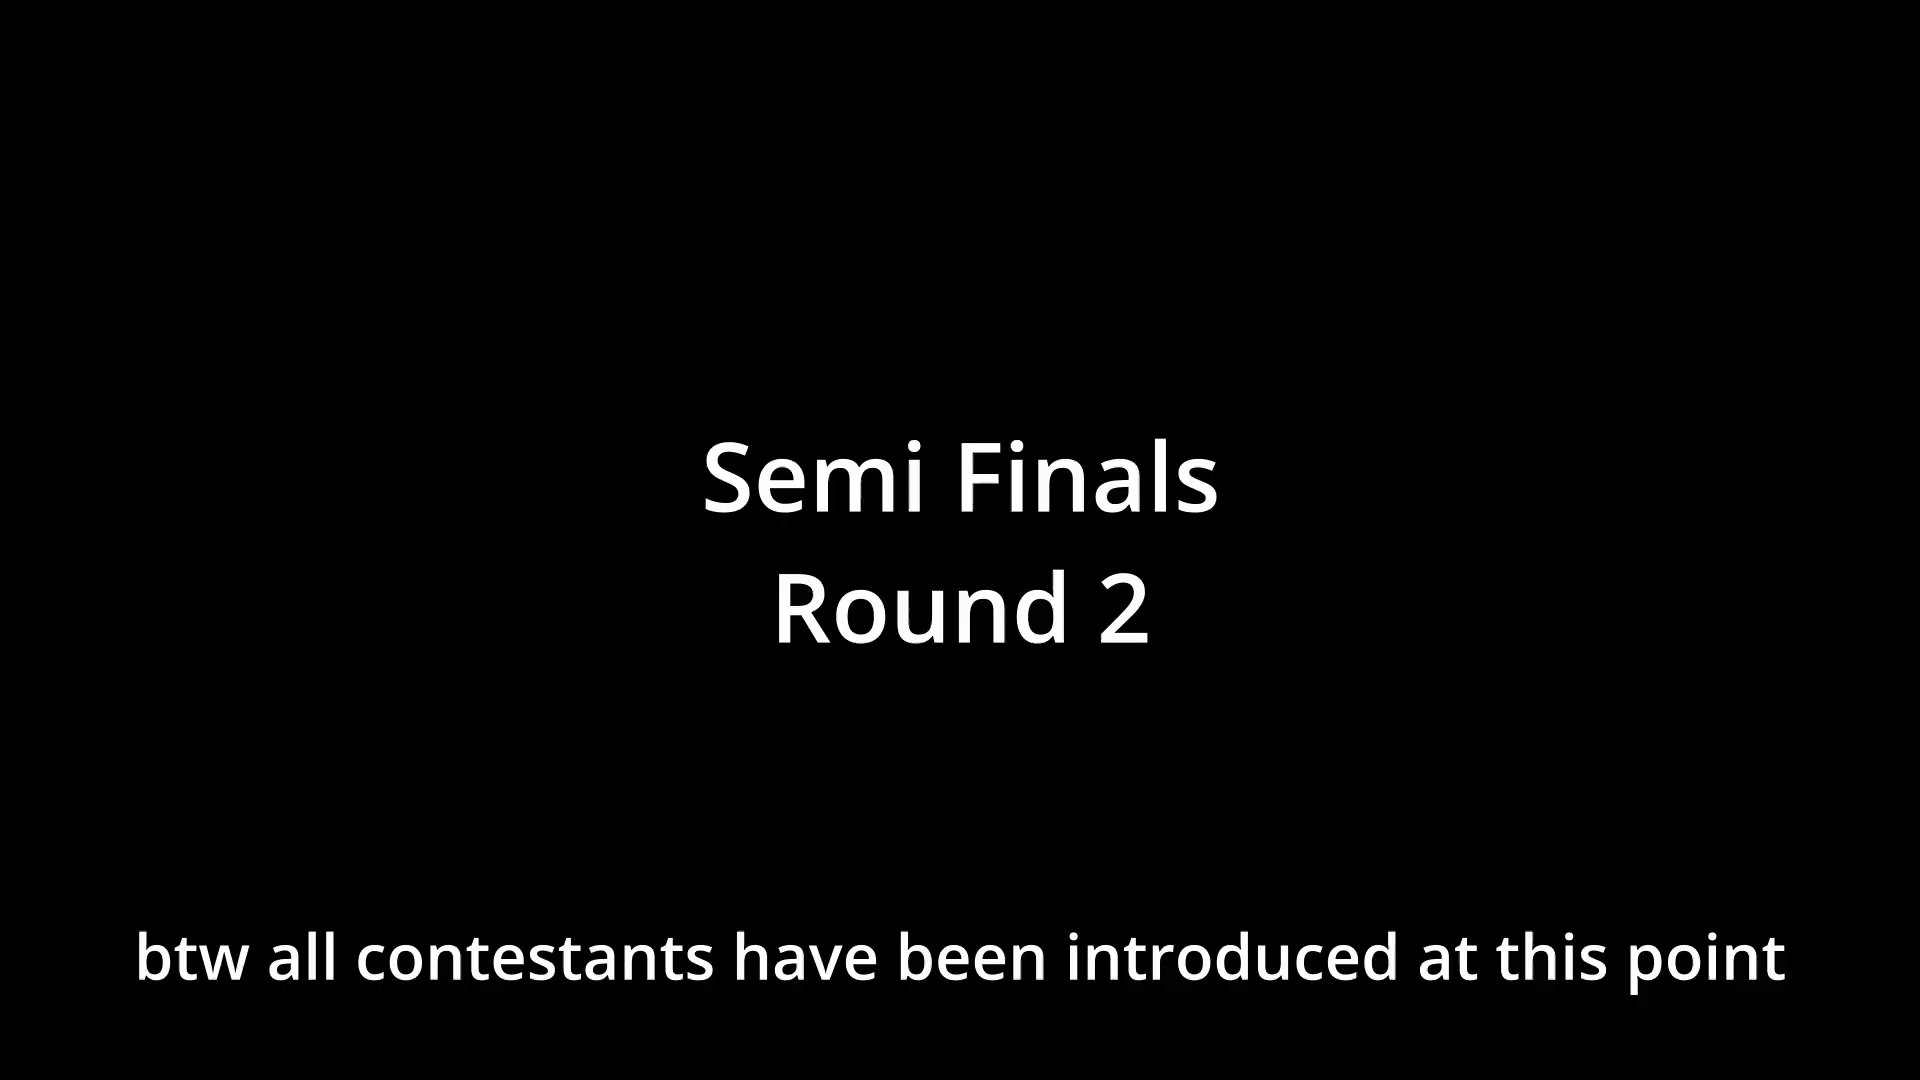 Semi Finals
Round 2
btw all contestants have been introduced at this point